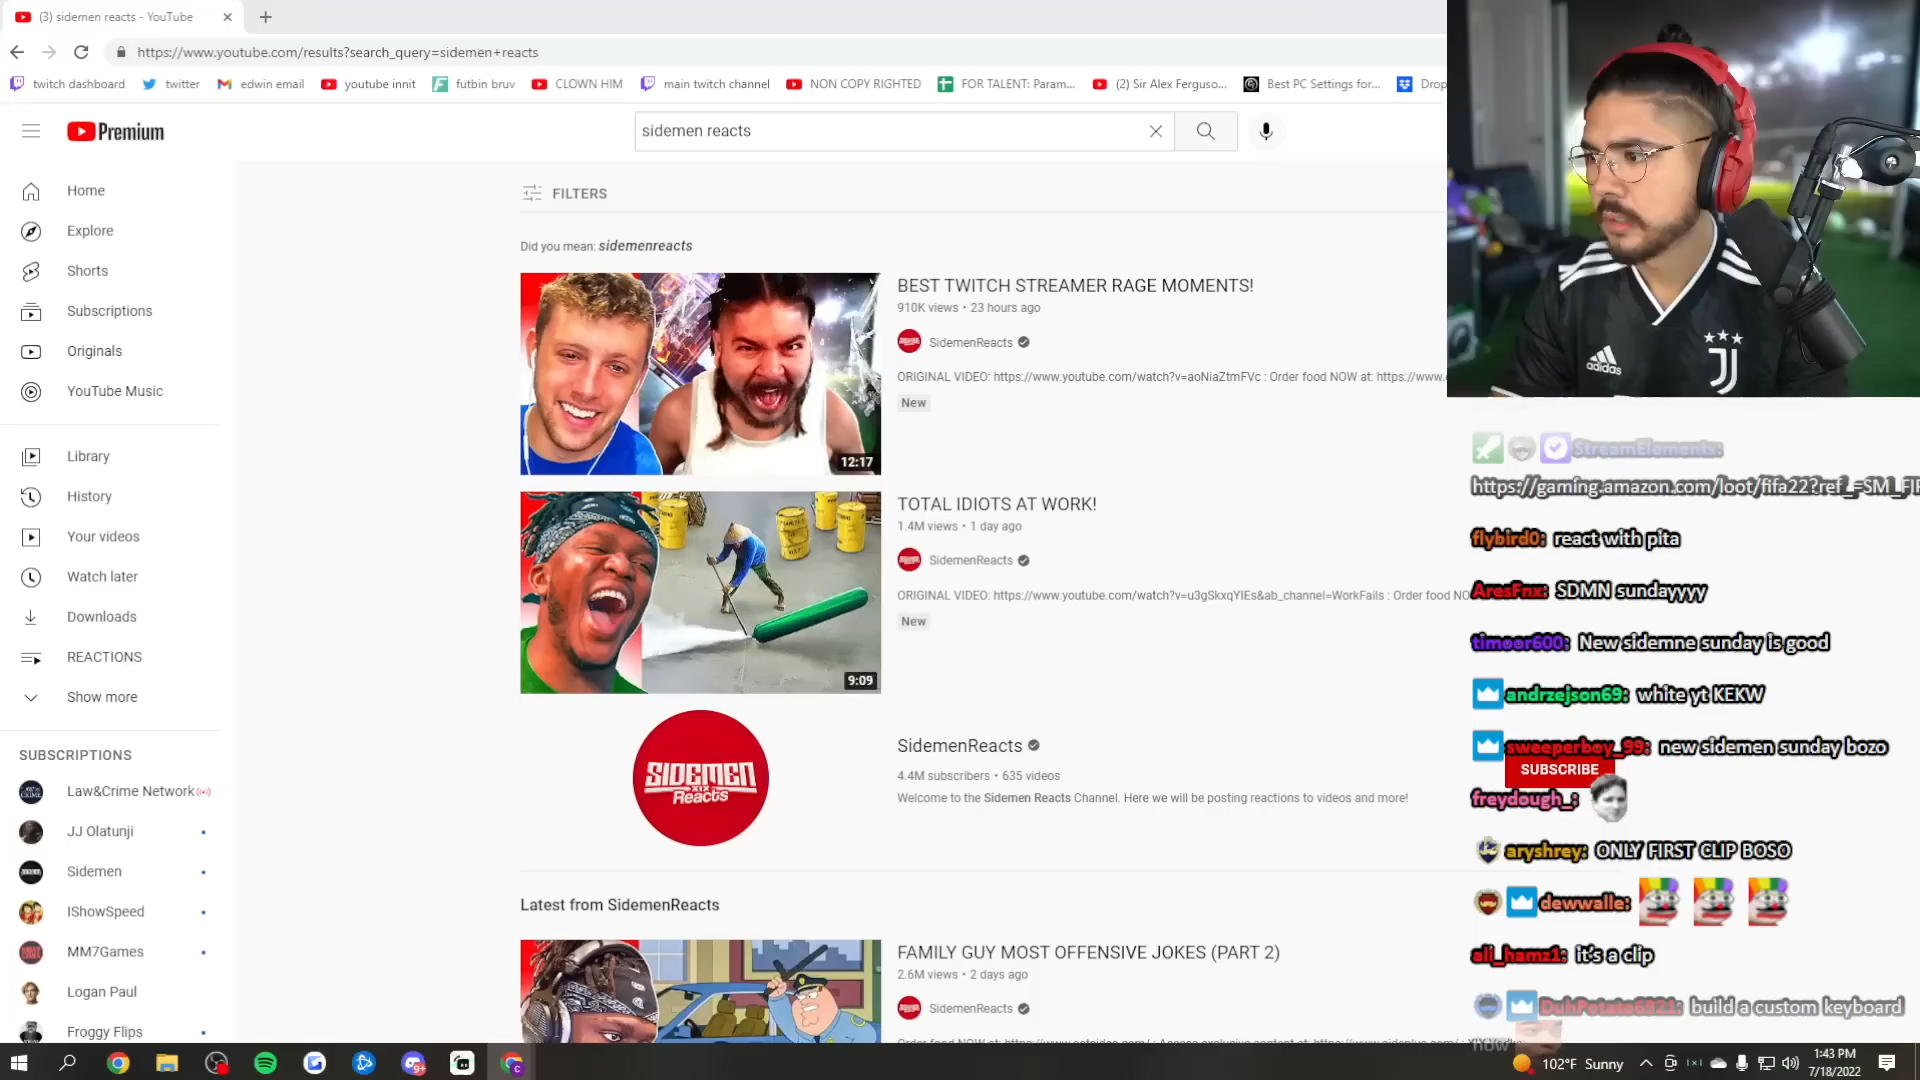 (3) sidemen reacts - YouTube
https://www.youtube.com/results?search_query=sidemen+reacts
twitch dashboard
twitter
edwin email
youtube innit
futbin bruv
CLOWN HIM
main twitch channel
NON COPY RIGHTED
FOR TALENT: Param...
(2) Sir Alex Ferguso...
Best PC Settings for...
Drop
Premium
sidemen reacts
Home
Explore
Shorts
Subscriptions
Originals
YouTube Music
Library
History
Your videos
Watch later
Downloads
REACTIONS
Show more
SUBSCRIPTIONS
Law&Crime Network
JJ Olatunji
Sidemen
IShowSpeed
MM7Games
Logan Paul
Froggy Flips
FILTERS
Did you mean: sidemenreacts
BEST TWITCH STREAMER RAGE MOMENTS!
910K views • 23 hours ago
SidemenReacts
ORIGINAL VIDEO: https://www.youtube.com/watch?v=aoNiaZtmFVc : Order food NOW at: https://www.
New
12:17
TOTAL IDIOTS AT WORK!
1.4M views • 1 day ago
SidemenReacts
ORIGINAL VIDEO: https://www.youtube.com/watch?v=u3gSkxqYIEs&ab_channel=WorkFails : Order food NO
New
9:09
SIDEMEN
XIX
Reacts
SidemenReacts
4.4M subscribers • 635 videos
Welcome to the Sidemen Reacts Channel. Here we will be posting reactions to videos and more!
SUBSCRIBE
Latest from SidemenReacts
FAMILY GUY MOST OFFENSIVE JOKES (PART 2)
2.6M views • 2 days ago
SidemenReacts
adidas
StreamElements:
https://gaming.amazon.com/loot/fifa22?ref_=SM_FIF
flybird0: react with pita
AresFnx: SDMN sundayyyy
timoor600: New sidemne sunday is good
andrzejson69: white yt KEKW
sweeperboy_99: new sidemen sunday bozo
freydough_:
aryshrey: ONLY FIRST CLIP BOSO
dewwalle:
ali_hamz1: it's a clip
DuhPotato6521: build a custom keyboard
now
9+
102°F Sunny
1:43 PM
7/18/2022